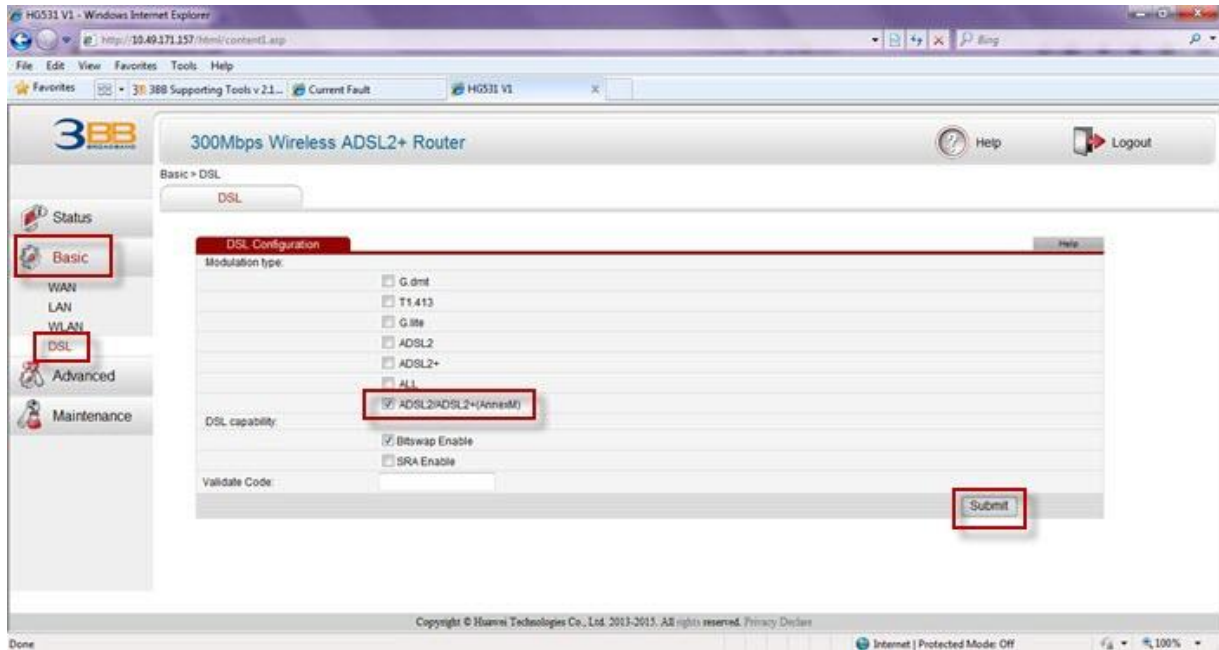 HG531 V1 - Windows Internet Explorer
http://10.49.171.157/html/content1.asp
Bing
File Edit View Favorites Tools Help
Favorites
3BB Supporting Tools v 2.1...
Current Fault
HG531 V1
3BB
BROADBAND
300Mbps Wireless ADSL2+ Router
Help
Logout
Basic > DSL
DSL
Status
Basic
WAN
LAN
WLAN
DSL
Advanced
Maintenance
DSL Configuration
Help
Modulation type:
G.dmt
T1.413
G.lite
ADSL2
ADSL2+
ALL
ADSL2/ADSL2+(AnnexM)
DSL capability:
Bitswap Enable
SRA Enable
Validate Code:
Submit
Copyright © Huawei Technologies Co., Ltd. 2013-2015. All rights reserved. Privacy Declare
Done
Internet | Protected Mode: Off
100%